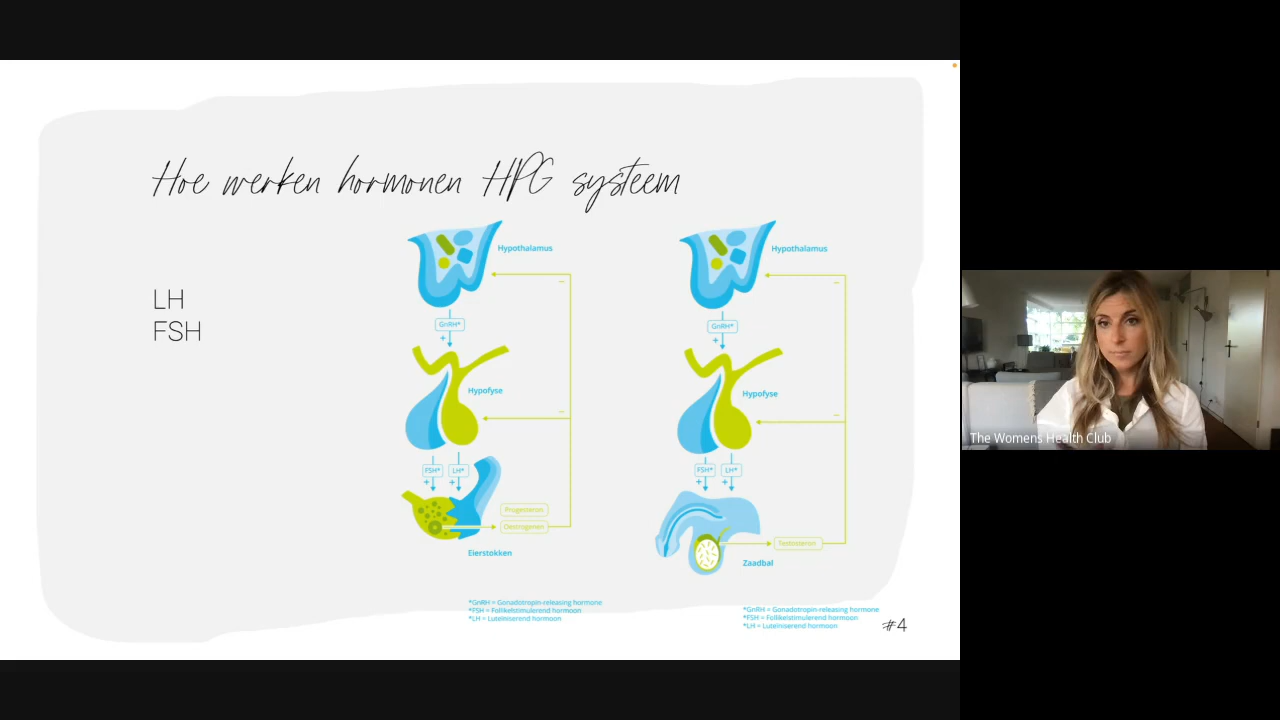 Hoe werken hormonen HPG systeem
LH
FSH
Hypothalamus
GnRH*
+
−
Hypofyse
−
FSH*
LH*
+
+
Progesteron
Oestrogenen
Eierstokken
*GnRH = Gonadotropin-releasing hormone
*FSH = Follikelstimulerend hormoon
*LH = Luteïniserend hormoon
Hypothalamus
GnRH*
+
−
Hypofyse
−
FSH*
LH*
+
+
Testosteron
Zaadbal
*GnRH = Gonadotropin-releasing hormone
*FSH = Follikelstimulerend hormoon
*LH = Luteïniserend hormoon
#4
The Womens Health Club